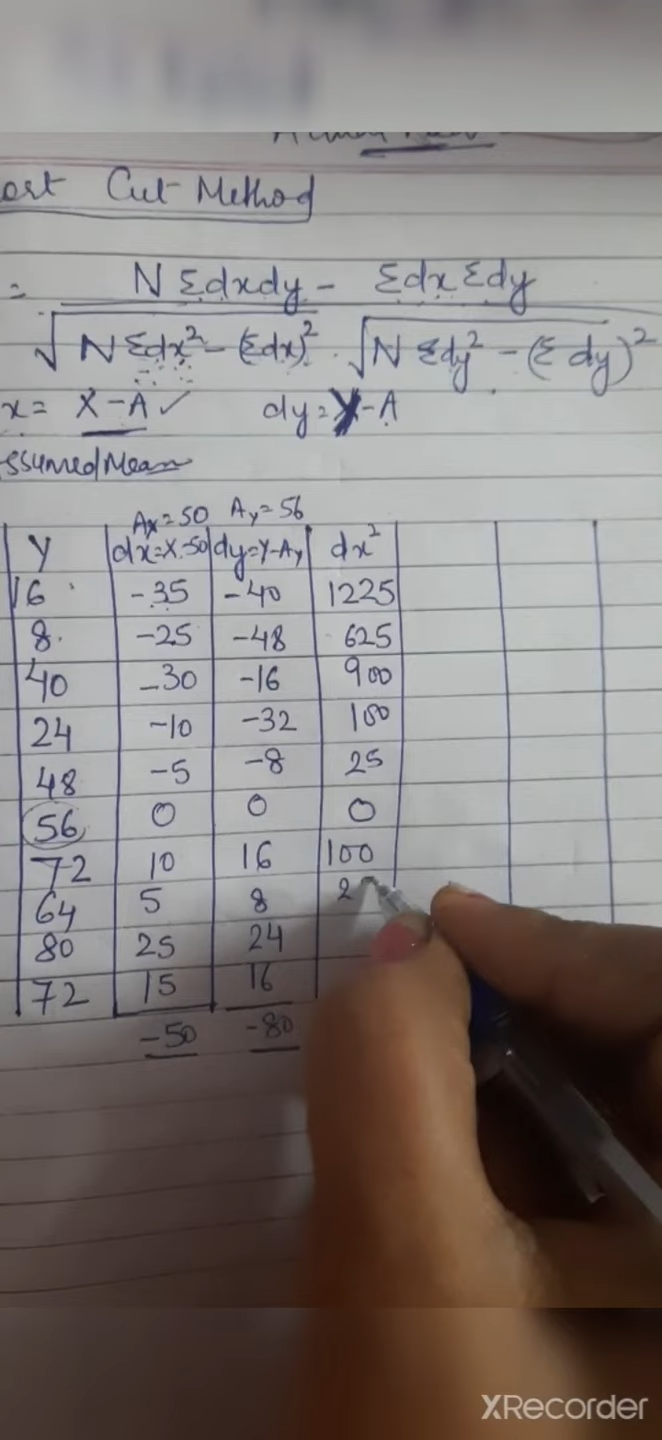 Cut Method
= N Σdxdy - Σdx Σdy
√NΣdx² - (Σdx)² . √NΣdy² - (Σdy)²
x = X - A ✓ dy = Y - A
ssumed Mean
Ax = 50 Ay = 56
Y dx=X-50 dy=Y-Ay dx²
16 -35 -40 1225
8 -25 -48 625
40 -30 -16 900
24 -10 -32 100
48 -5 -8 25
56 0 0 0
72 10 16 100
64 5 8 2
80 25 24
72 15 16
-50 -80
XRecorder